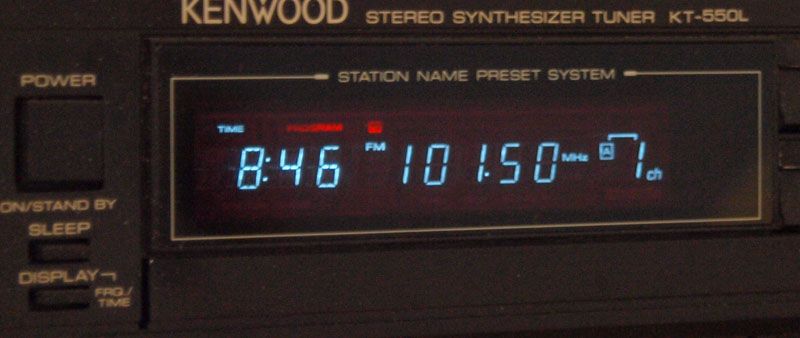 KENWOOD STEREO SYNTHESIZER TUNER KT-550L
POWER
STATION NAME PRESET SYSTEM
TIME PROGRAM
8:46 FM 101.50 MHz A 1 ch
ON/STAND BY
SLEEP
DISPLAY
FRQ./
TIME